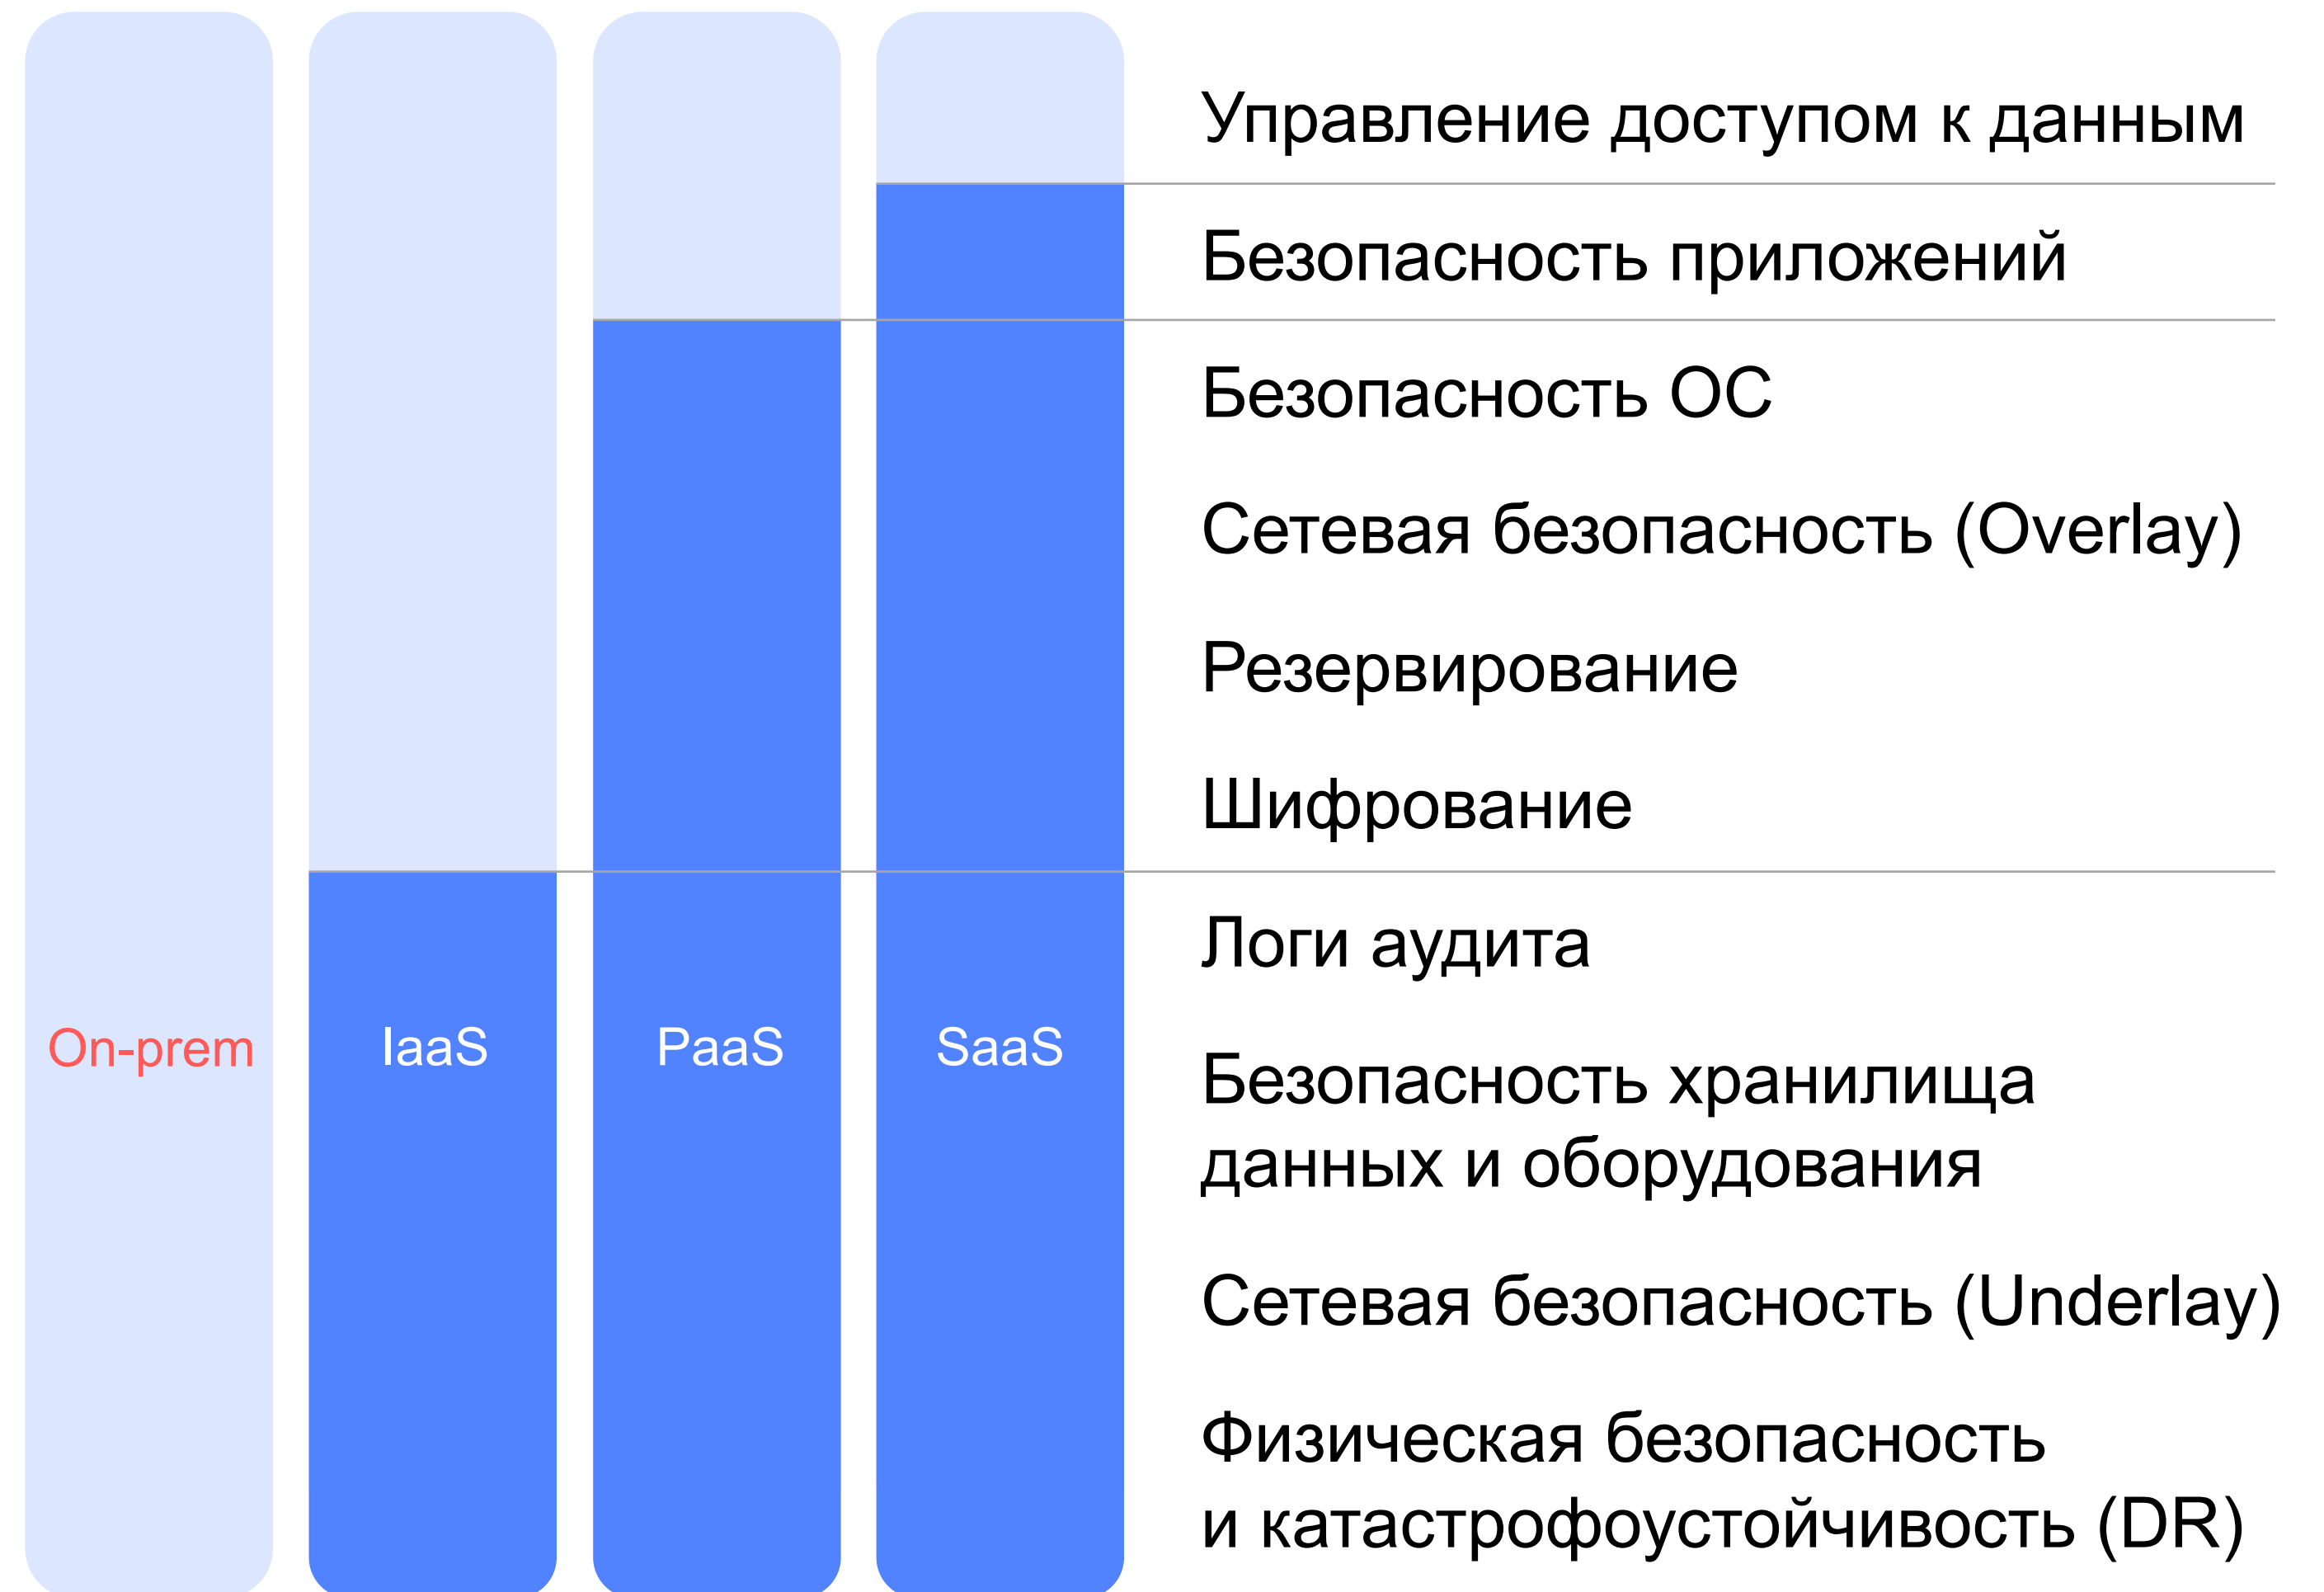 Управление доступом к данным
Безопасность приложений
Безопасность ОС
Сетевая безопасность (Overlay)
Резервирование
Шифрование
Логи аудита
On-prem
IaaS
PaaS
SaaS
Безопасность хранилища
данных и оборудования
Сетевая безопасность (Underlay)
Физическая безопасность
и катастрофоустойчивость (DR)